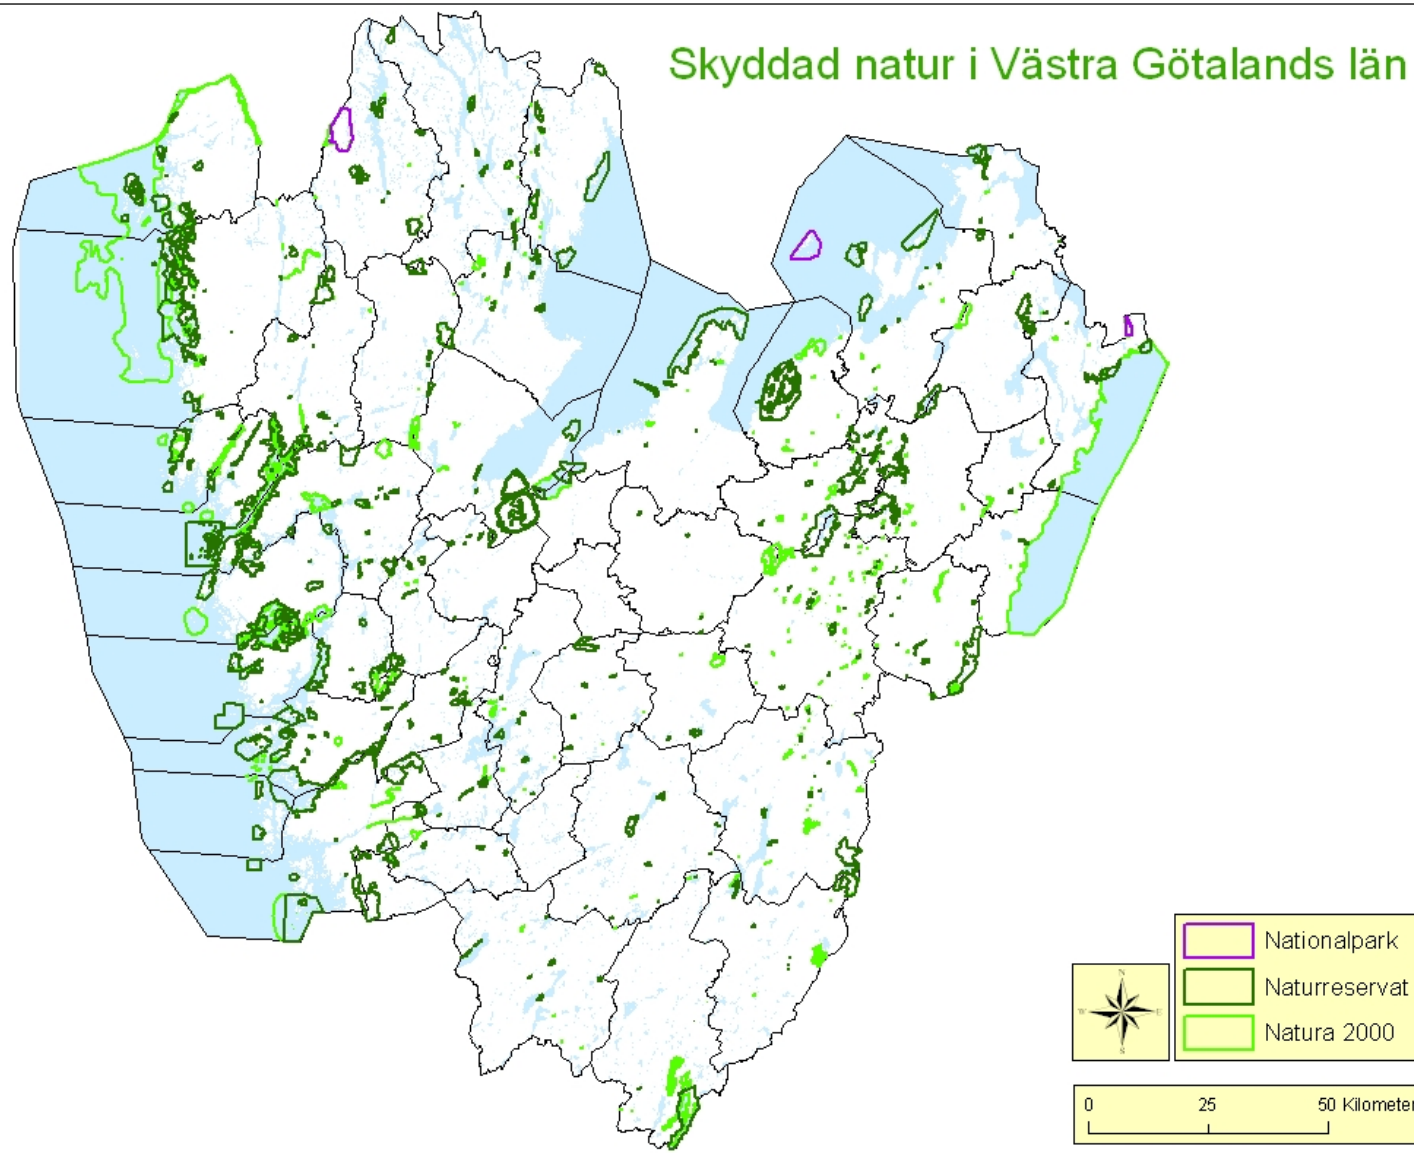 Skyddad natur i Västra Götalands län
Nationalpark
Naturreservat
Natura 2000
N
W E
S
0 25 50 Kilometer